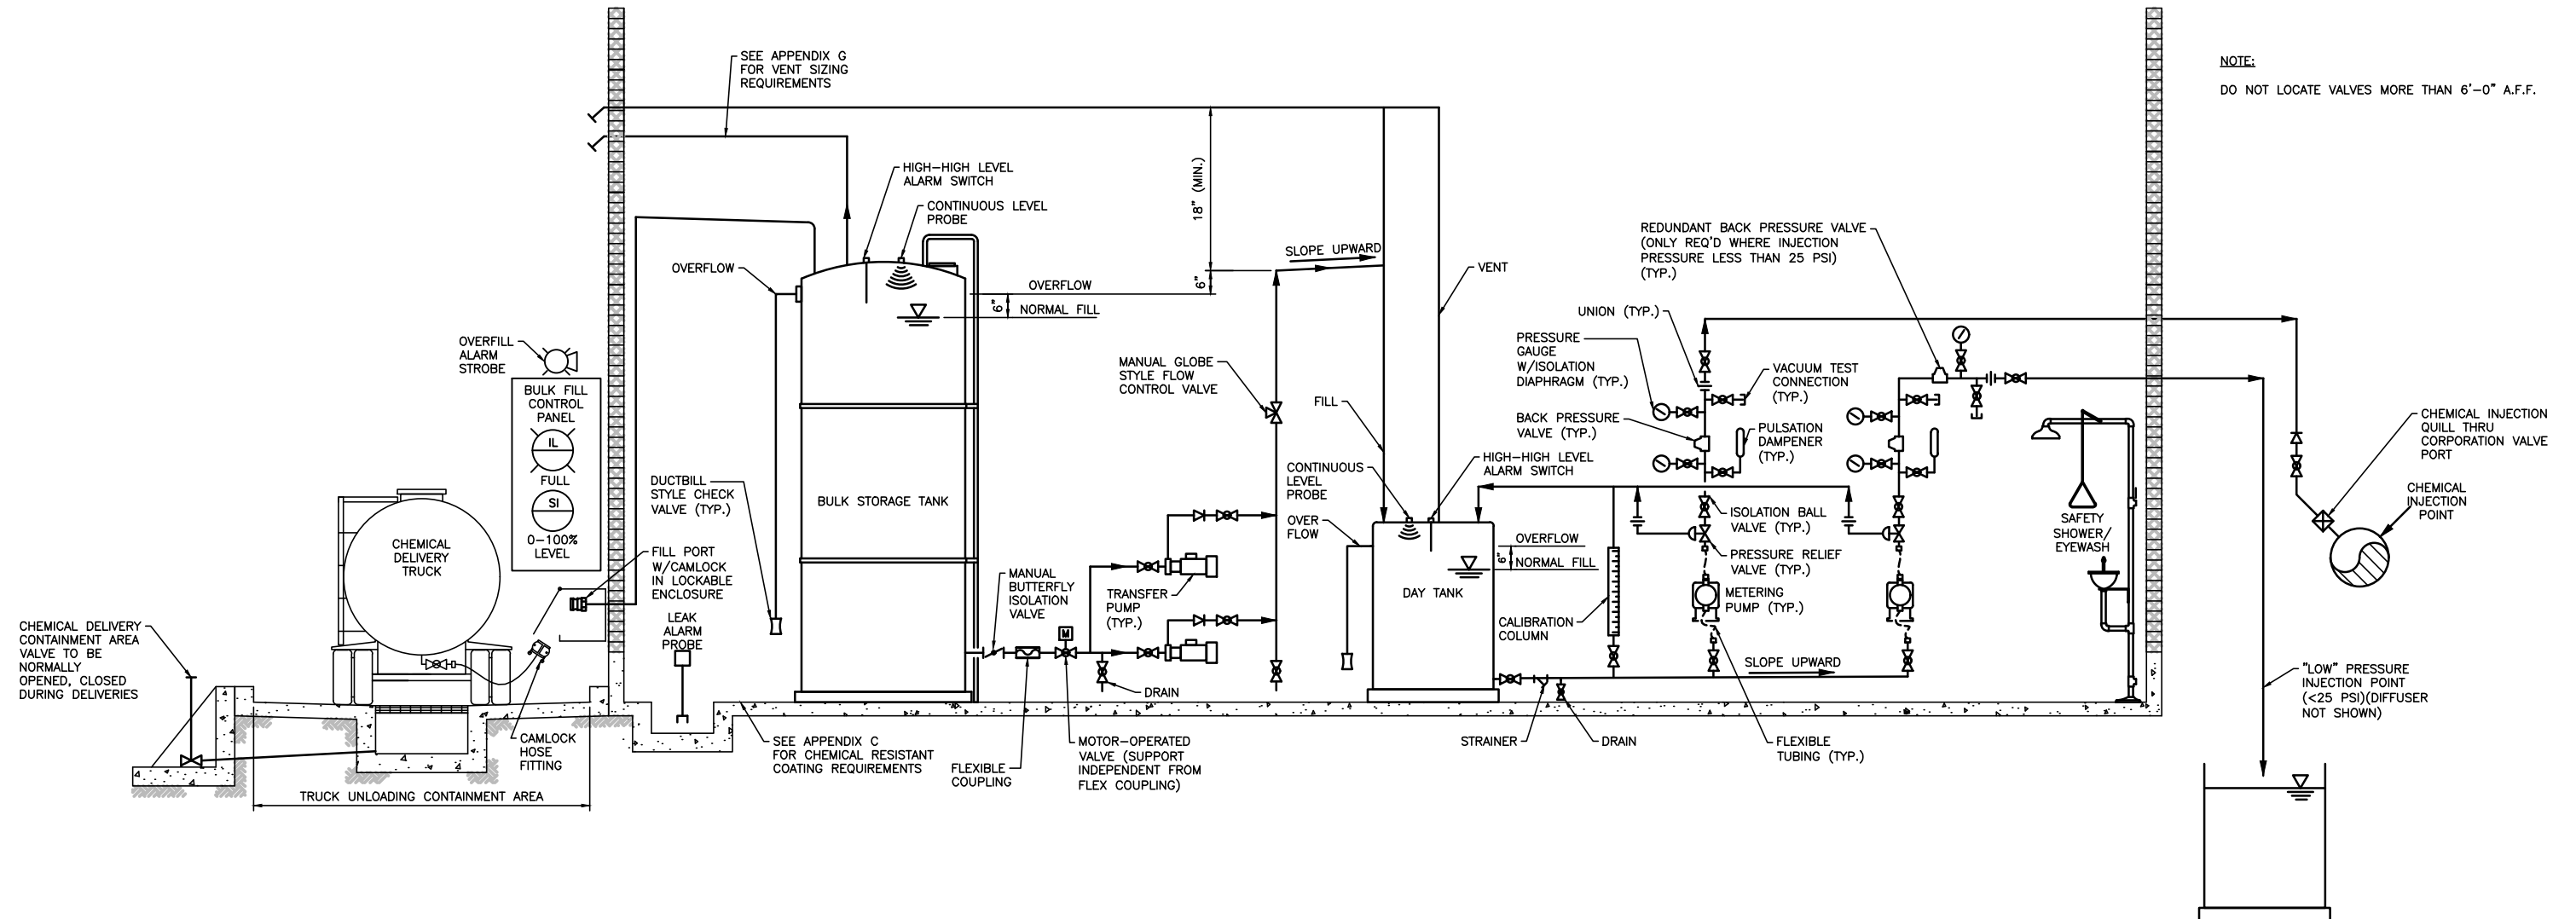 SEE APPENDIX G
FOR VENT SIZING
REQUIREMENTS
NOTE:
DO NOT LOCATE VALVES MORE THAN 6'-0" A.F.F.
HIGH-HIGH LEVEL
ALARM SWITCH
CONTINUOUS LEVEL
PROBE
18" (MIN.)
SLOPE UPWARD
6"
OVERFLOW
OVERFLOW
6"
NORMAL FILL
VENT
REDUNDANT BACK PRESSURE VALVE
(ONLY REQ'D WHERE INJECTION
PRESSURE LESS THAN 25 PSI)
(TYP.)
UNION (TYP.)
PRESSURE
GAUGE
W/ISOLATION
DIAPHRAGM (TYP.)
VACUUM TEST
CONNECTION
(TYP.)
BACK PRESSURE
VALVE (TYP.)
PULSATION
DAMPENER
(TYP.)
OVERFILL
ALARM
STROBE
BULK FILL
CONTROL
PANEL
IL
FULL
SI
0-100%
LEVEL
MANUAL GLOBE
STYLE FLOW
CONTROL VALVE
FILL
CONTINUOUS
LEVEL
PROBE
HIGH-HIGH LEVEL
ALARM SWITCH
OVER
FLOW
CHEMICAL
DELIVERY
TRUCK
DUCTBILL
STYLE CHECK
VALVE (TYP.)
BULK STORAGE TANK
FILL PORT
W/CAMLOCK
IN LOCKABLE
ENCLOSURE
LEAK
ALARM
PROBE
MANUAL
BUTTERFLY
ISOLATION
VALVE
M
TRANSFER
PUMP
(TYP.)
DRAIN
OVERFLOW
6"
NORMAL FILL
DAY TANK
CALIBRATION
COLUMN
ISOLATION BALL
VALVE (TYP.)
PRESSURE RELIEF
VALVE (TYP.)
METERING
PUMP (TYP.)
SLOPE UPWARD
SAFETY
SHOWER/
EYEWASH
CHEMICAL INJECTION
QUILL THRU
CORPORATION VALVE
PORT
CHEMICAL
INJECTION
POINT
CHEMICAL DELIVERY
CONTAINMENT AREA
VALVE TO BE
NORMALLY
OPENED, CLOSED
DURING DELIVERIES
CAMLOCK
HOSE
FITTING
TRUCK UNLOADING CONTAINMENT AREA
SEE APPENDIX C
FOR CHEMICAL RESISTANT
COATING REQUIREMENTS
FLEXIBLE
COUPLING
MOTOR-OPERATED
VALVE (SUPPORT
INDEPENDENT FROM
FLEX COUPLING)
STRAINER
DRAIN
FLEXIBLE
TUBING (TYP.)
"LOW" PRESSURE
INJECTION POINT
(<25 PSI)(DIFFUSER
NOT SHOWN)